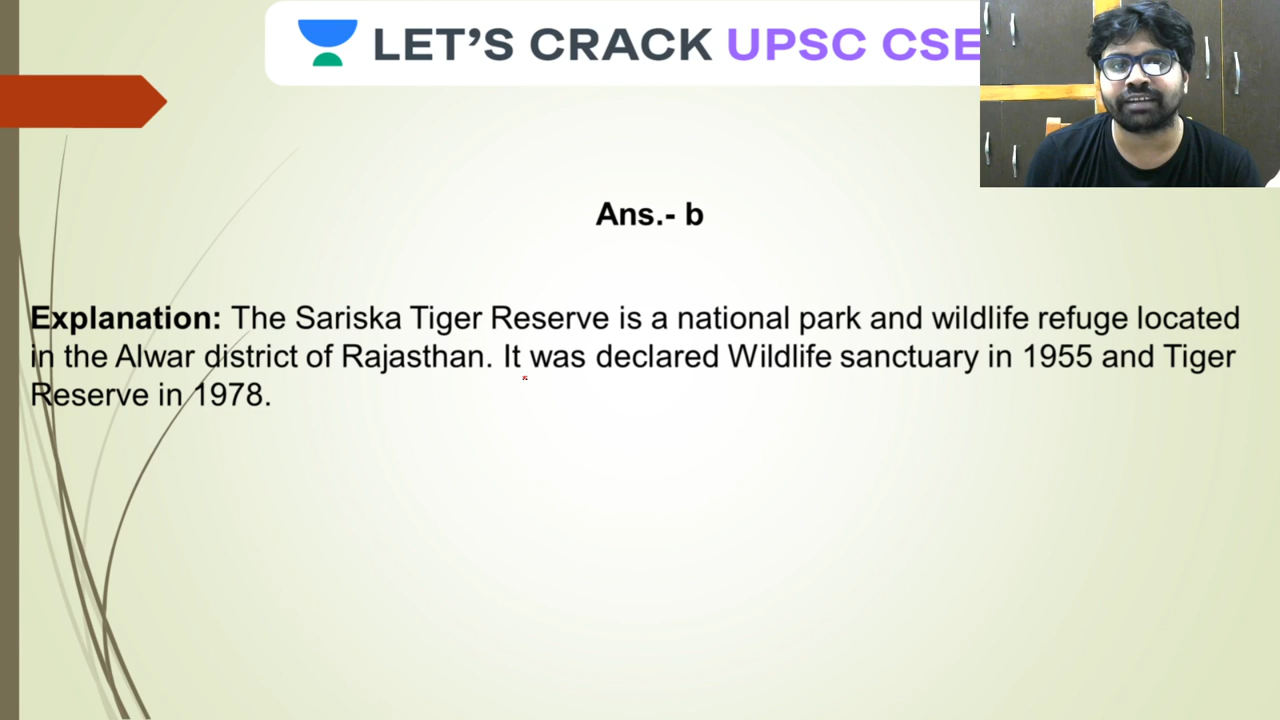 LET'S CRACK UPSC CSE
Ans.- b
Explanation: The Sariska Tiger Reserve is a national park and wildlife refuge located
in the Alwar district of Rajasthan. It was declared Wildlife sanctuary in 1955 and Tiger
Reserve in 1978.